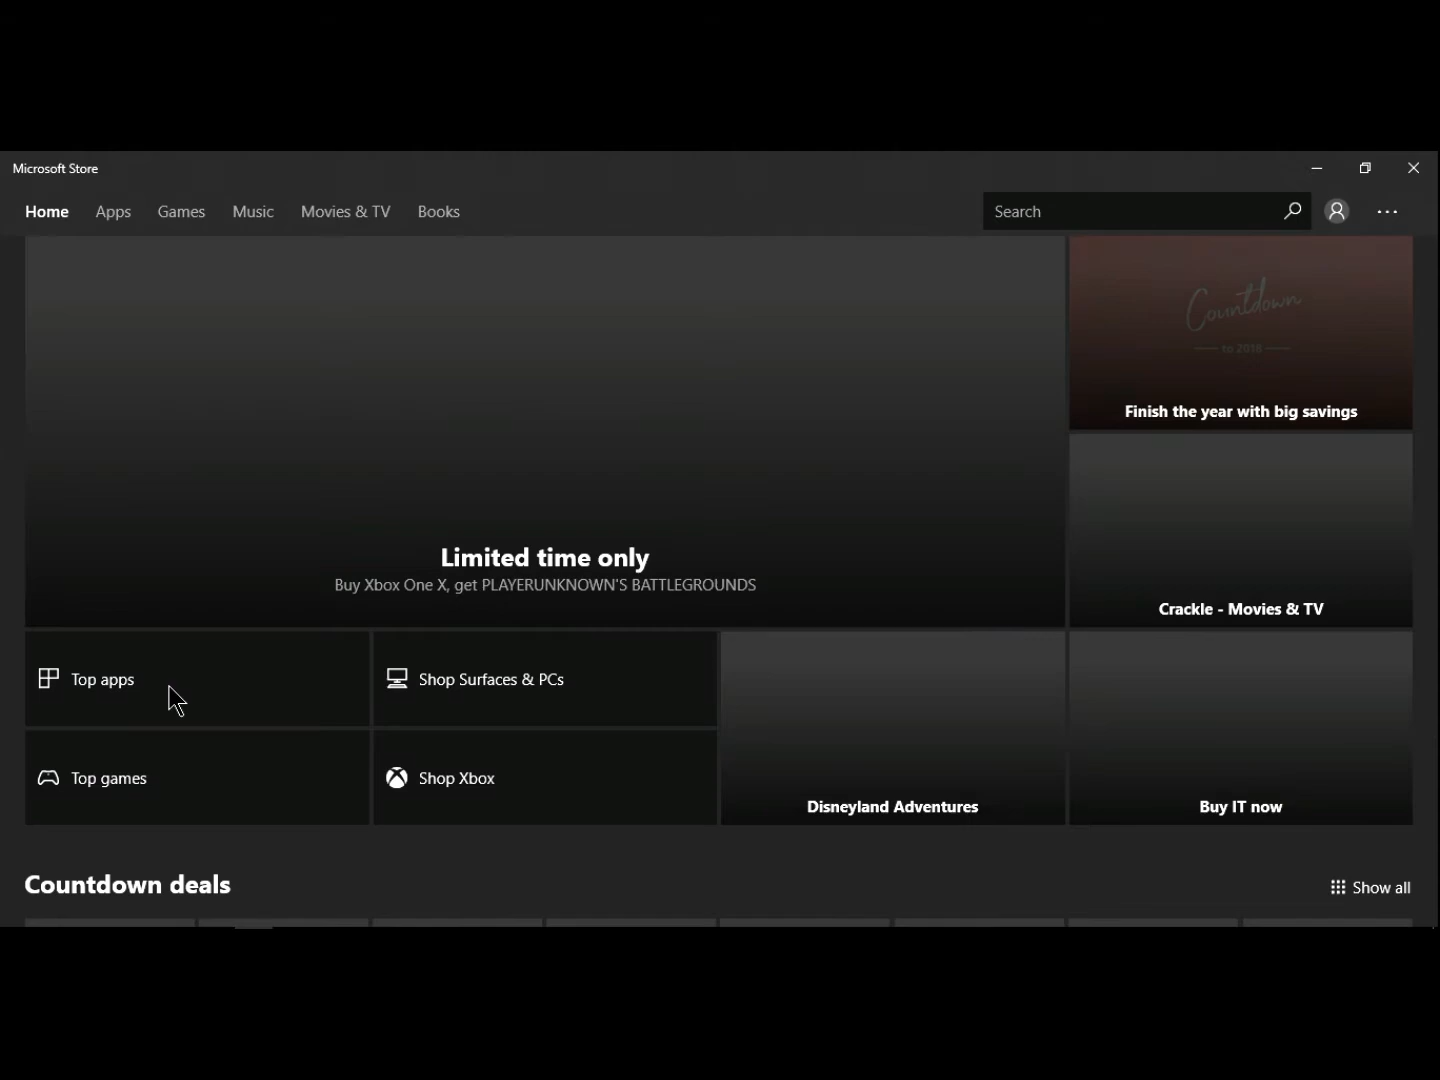 Microsoft Store
Home Apps Games Music Movies & TV Books Search
Countdown
to 2018
Finish the year with big savings
Limited time only
Buy Xbox One X, get PLAYERUNKNOWN'S BATTLEGROUNDS
Crackle - Movies & TV
Top apps
Shop Surfaces & PCs
Top games
Shop Xbox
Disneyland Adventures
Buy IT now
Countdown deals
Show all